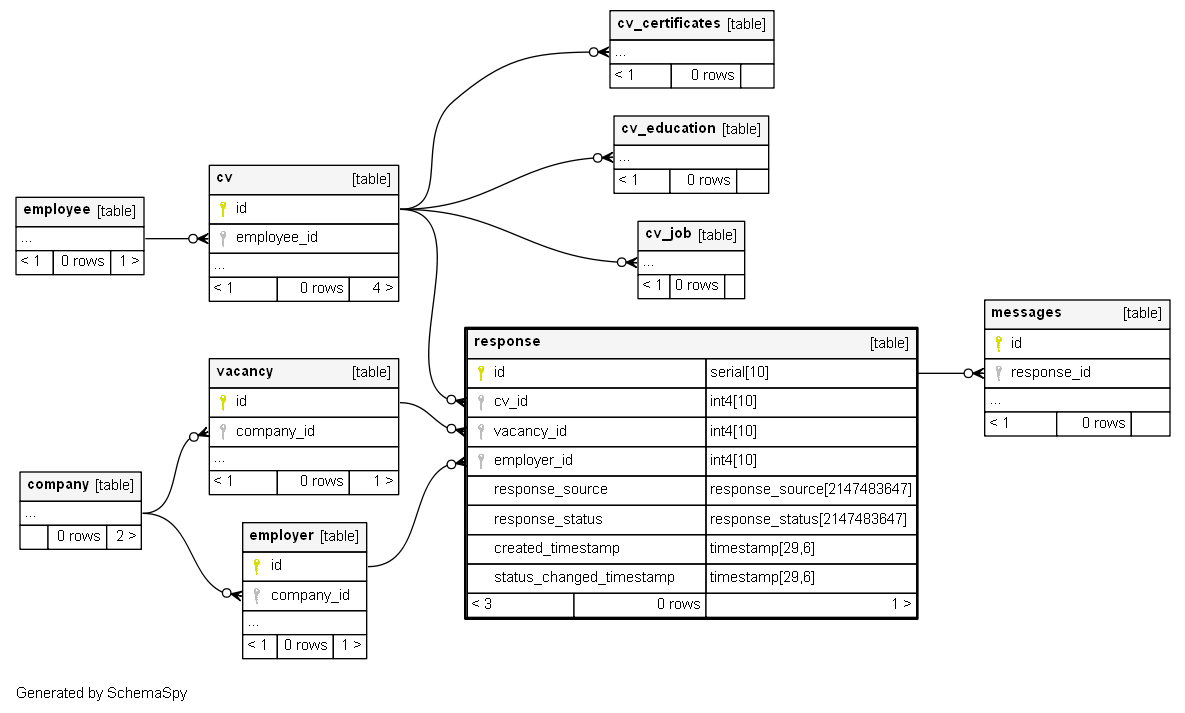 cv_certificates [table]
...
< 1 0 rows
cv_education [table]
...
< 1 0 rows
cv [table]
id
employee_id
...
< 1 0 rows 4 >
employee [table]
...
< 1 0 rows 1 >
cv_job [table]
...
< 1 0 rows
messages [table]
id
response_id
...
< 1 0 rows
response [table]
id serial[10]
cv_id int4[10]
vacancy_id int4[10]
employer_id int4[10]
response_source response_source[2147483647]
response_status response_status[2147483647]
created_timestamp timestamp[29,6]
status_changed_timestamp timestamp[29,6]
< 3 0 rows 1 >
vacancy [table]
id
company_id
...
< 1 0 rows 1 >
company [table]
...
0 rows 2 >
employer [table]
id
company_id
...
< 1 0 rows 1 >
Generated by SchemaSpy